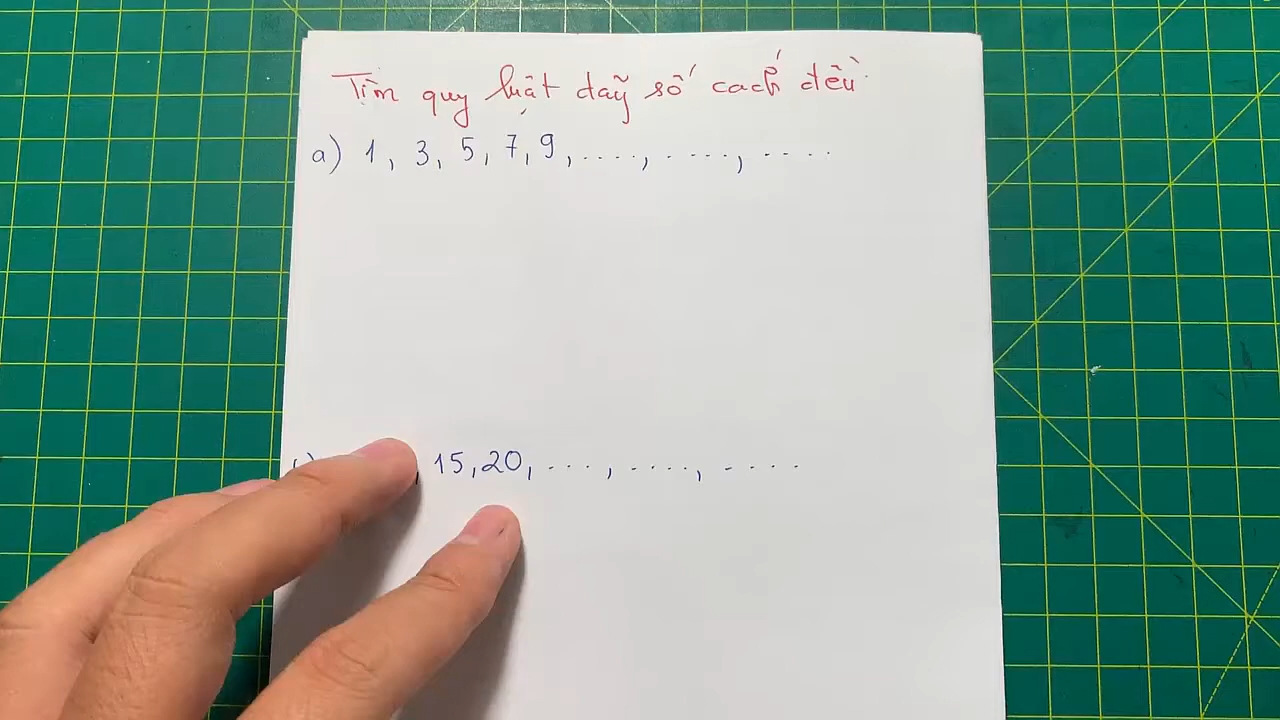 Tìm quy luật dãy số cách đều
a) 1, 3, 5, 7, 9, ...., ....., ....
15, 20, ...., ....., .....